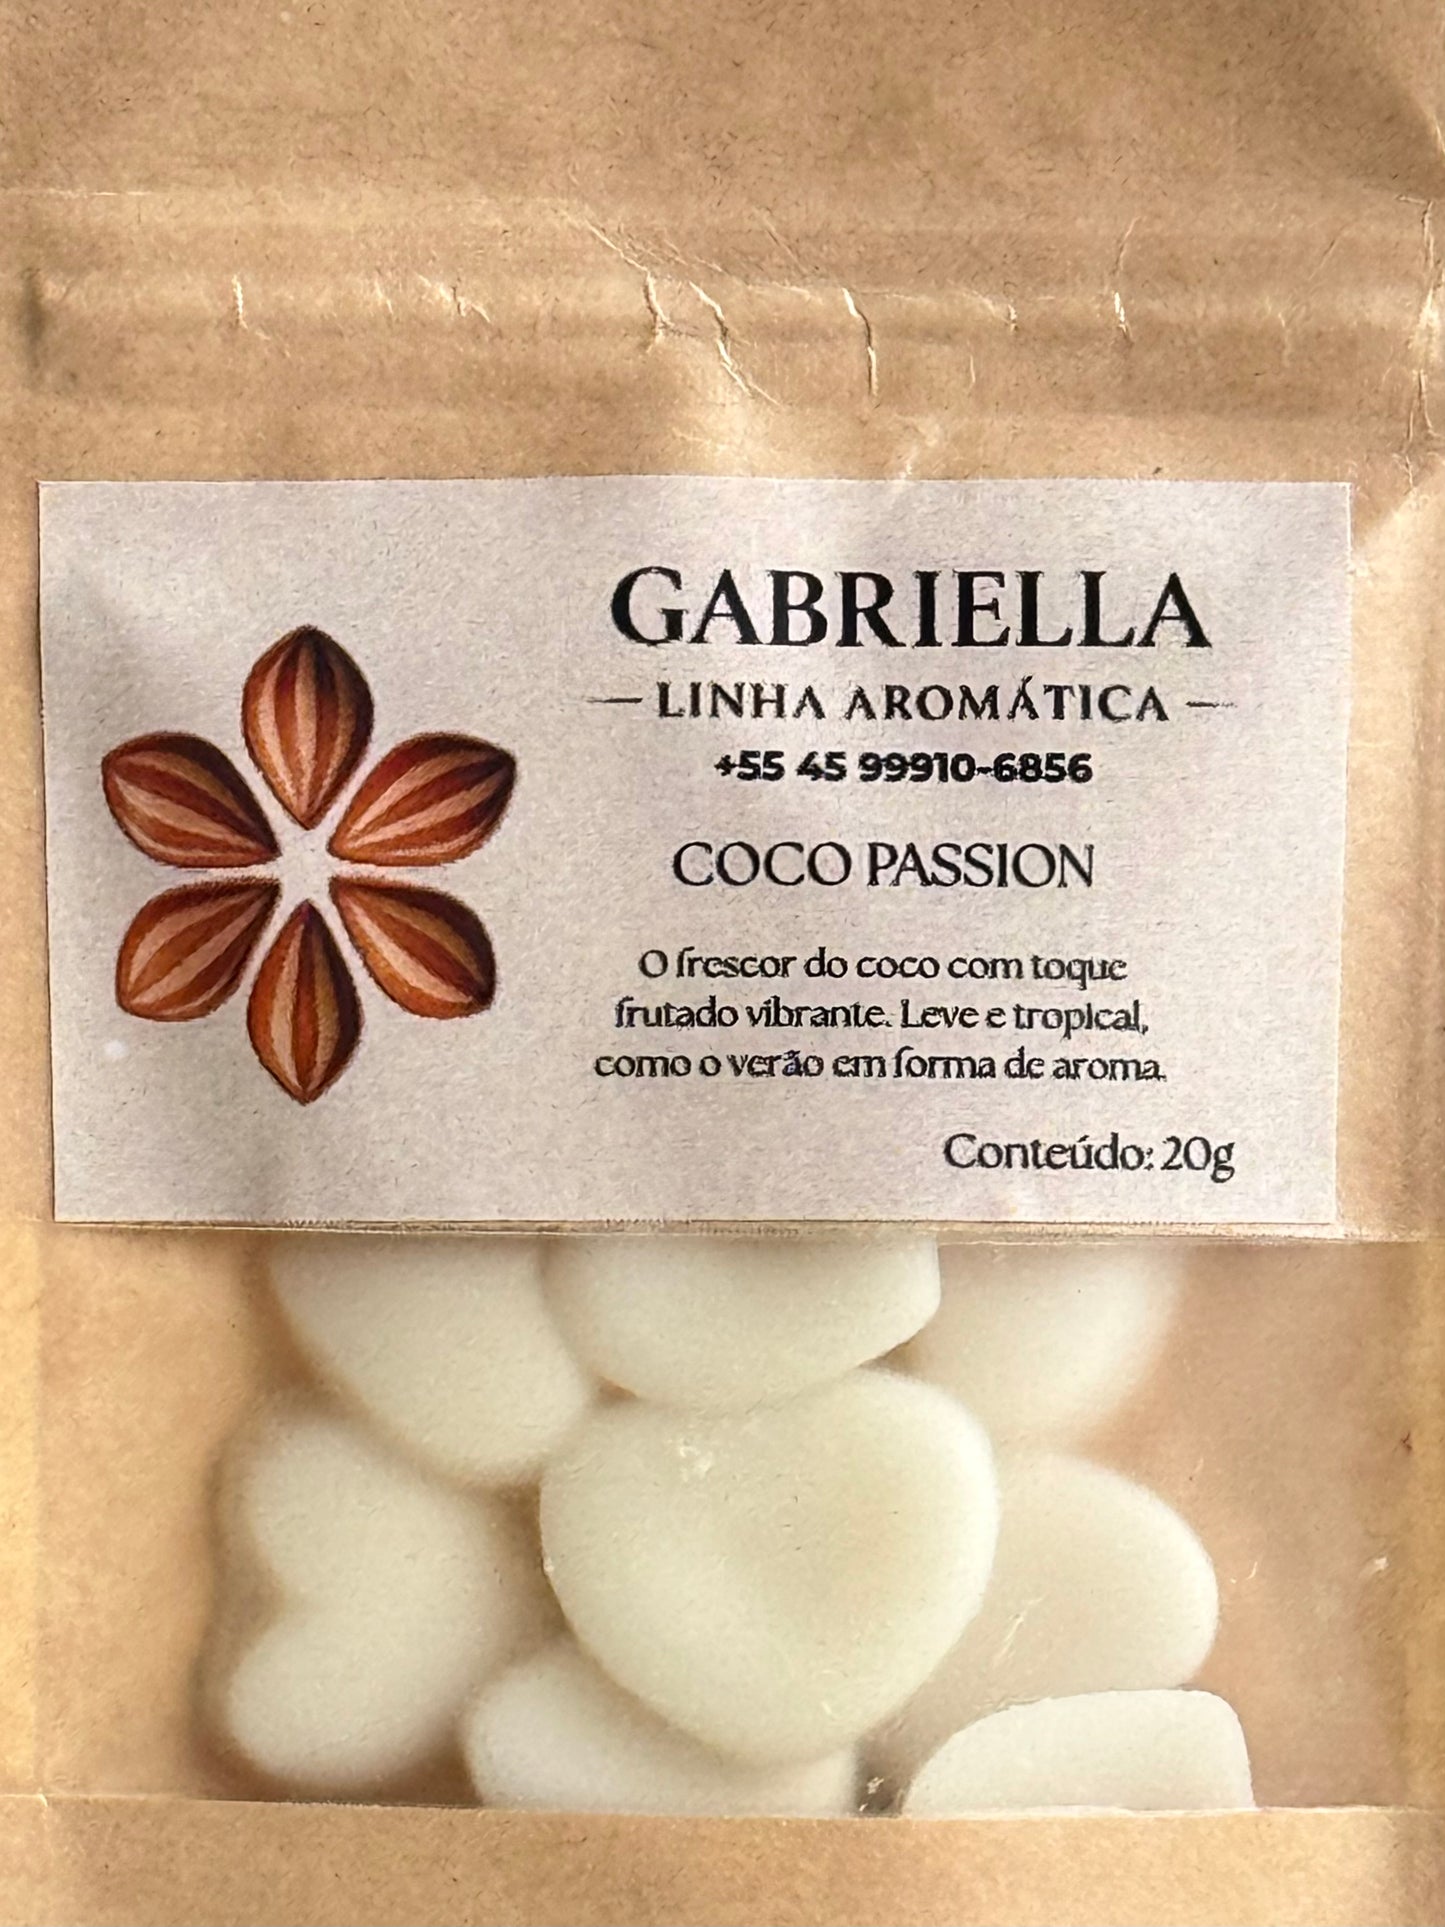 GABRIELLA
— LINHA AROMÁTICA —
+55 45 99910-6856
COCO PASSION
O frescor do coco com toque
frutado vibrante. Leve e tropical,
como o verão em forma de aroma.
Conteúdo: 20g